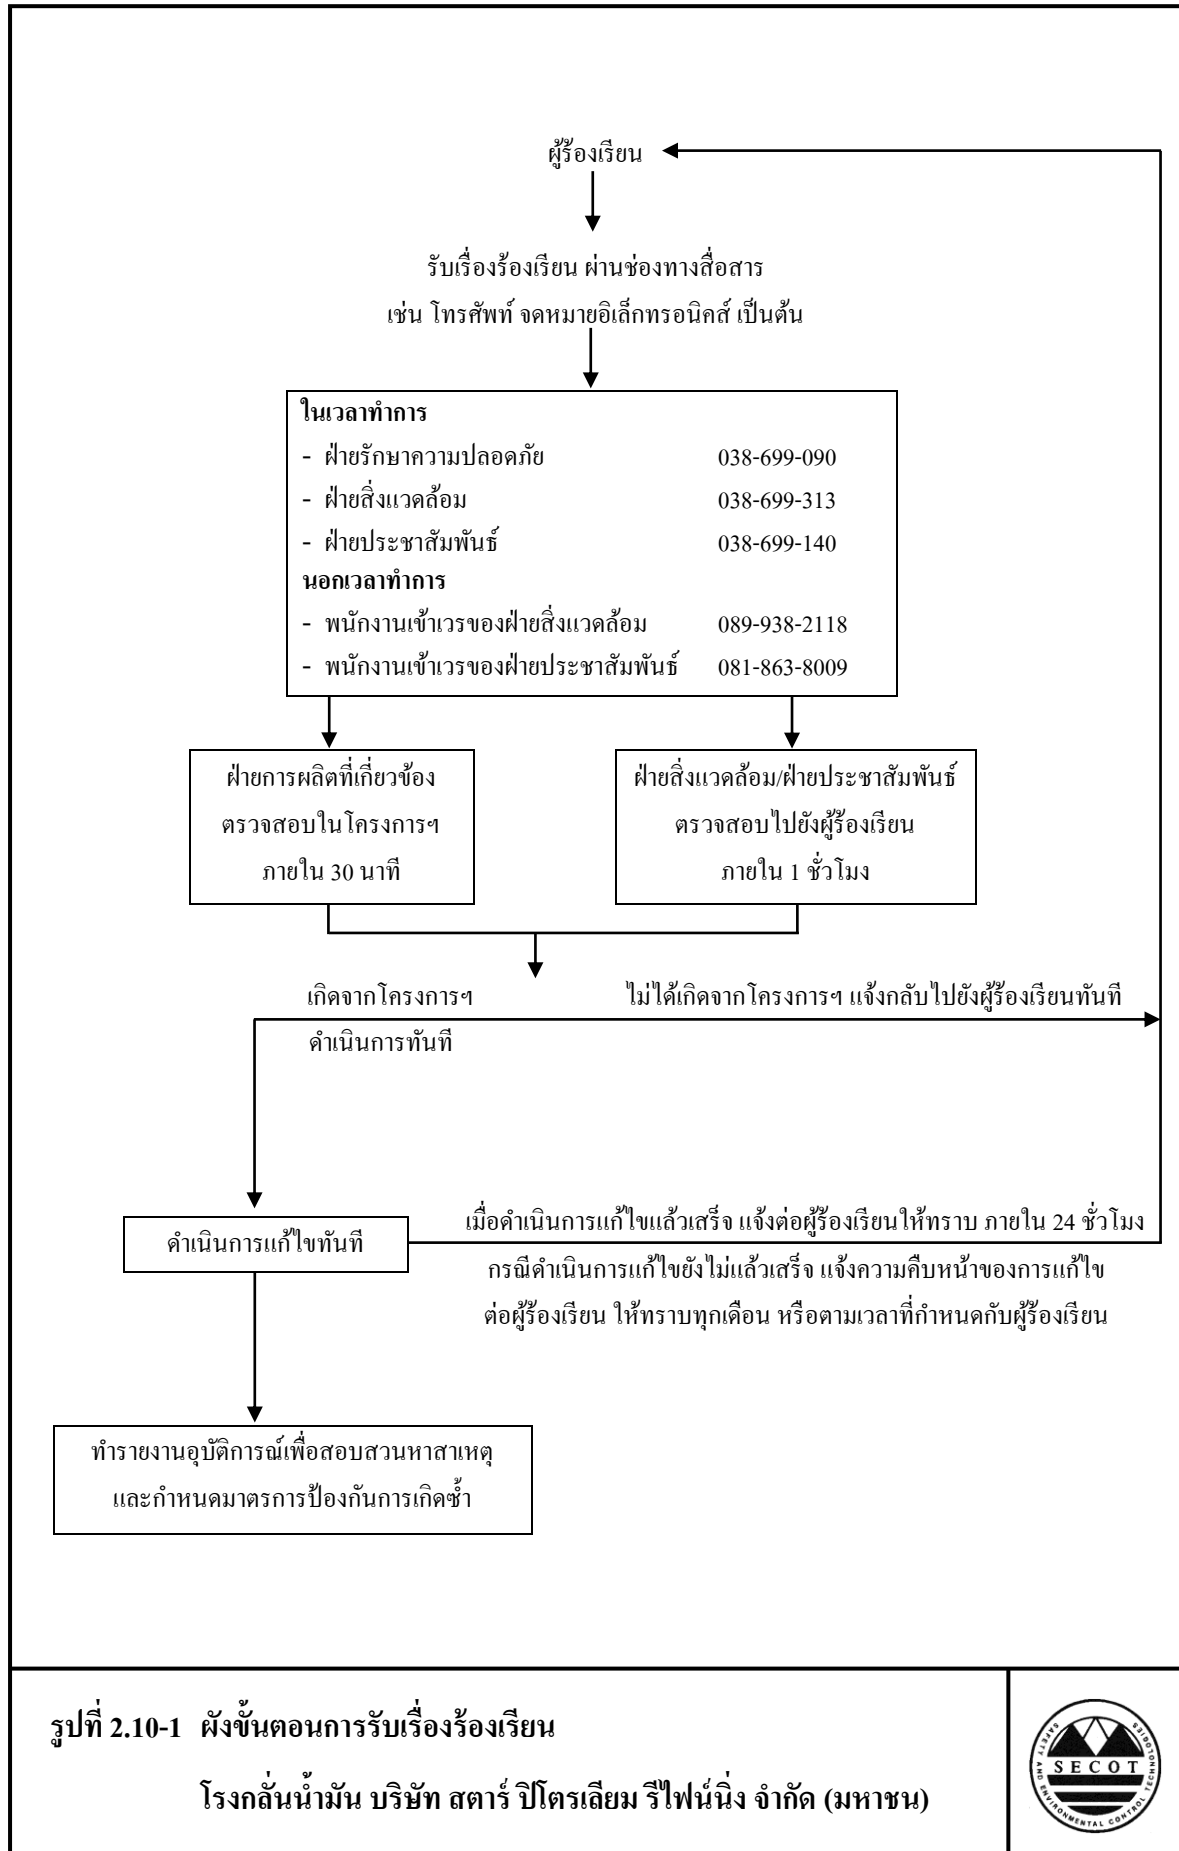 ผู้ร้องเรียน
รับเรื่องร้องเรียน ผ่านช่องทางสื่อสาร
เช่น โทรศัพท์ จดหมายอิเล็กทรอนิคส์ เป็นต้น
ในเวลาทำการ
- ฝ่ายรักษาความปลอดภัย 038-699-090
- ฝ่ายสิ่งแวดล้อม 038-699-313
- ฝ่ายประชาสัมพันธ์ 038-699-140
นอกเวลาทำการ
- พนักงานเข้าเวรของฝ่ายสิ่งแวดล้อม 089-938-2118
- พนักงานเข้าเวรของฝ่ายประชาสัมพันธ์ 081-863-8009
ฝ่ายการผลิตที่เกี่ยวข้อง
ตรวจสอบในโครงการฯ
ภายใน 30 นาที
ฝ่ายสิ่งแวดล้อม/ฝ่ายประชาสัมพันธ์
ตรวจสอบไปยังผู้ร้องเรียน
ภายใน 1 ชั่วโมง
เกิดจากโครงการฯ
ไม่ได้เกิดจากโครงการฯ แจ้งกลับไปยังผู้ร้องเรียนทันที
ดำเนินการทันที
ดำเนินการแก้ไขทันที
เมื่อดำเนินการแก้ไขแล้วเสร็จ แจ้งต่อผู้ร้องเรียนให้ทราบ ภายใน 24 ชั่วโมง
กรณีดำเนินการแก้ไขยังไม่แล้วเสร็จ แจ้งความคืบหน้าของการแก้ไข
ต่อผู้ร้องเรียน ให้ทราบทุกเดือน หรือตามเวลาที่กำหนดกับผู้ร้องเรียน
ทำรายงานอุบัติการณ์เพื่อสอบสวนหาสาเหตุ
และกำหนดมาตรการป้องกันการเกิดซ้ำ
รูปที่ 2.10-1 ผังขั้นตอนการรับเรื่องร้องเรียน
โรงกลั่นน้ำมัน บริษัท สตาร์ ปิโตรเลียม รีไฟน์นิ่ง จำกัด (มหาชน)
SECOT
SAFETY AND ENVIRONMENTAL CONTROL TECHNOLOGIES